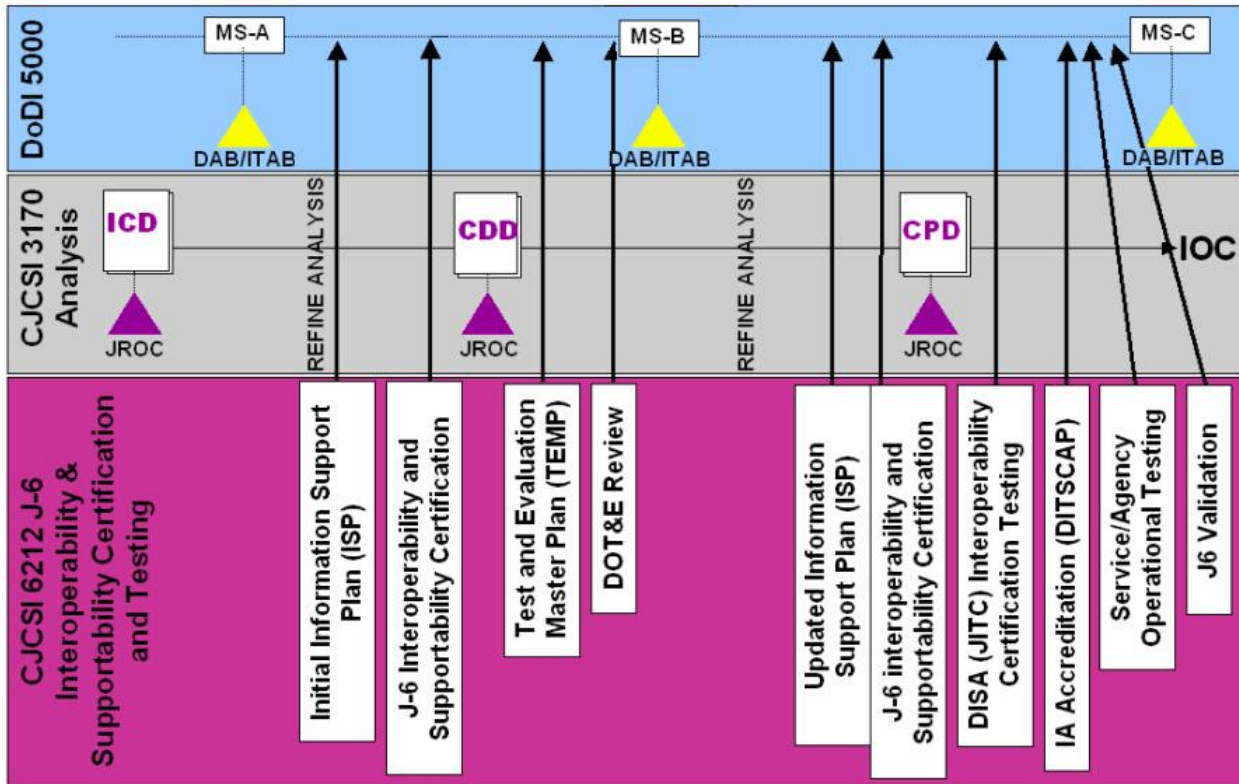 DoDI 5000
MS-A
MS-B
MS-C
DAB/ITAB
DAB/ITAB
DAB/ITAB
CJCSI 3170
Analysis
ICD
JROC
REFINE ANALYSIS
CDD
JROC
REFINE ANALYSIS
CPD
JROC
IOC
CJCSI 6212 J-6
Interoperability &
Supportability Certification
and Testing
Initial Information Support
Plan (ISP)
J-6 Interoperability and
Supportability Certification
Test and Evaluation
Master Plan (TEMP)
DOT&E Review
Updated Information
Support Plan (ISP)
J-6 interoperability and
Supportability Certification
DISA (JITC) Interoperability
Certification Testing
IA Accreditation (DITSCAP)
Service/Agency
Operational Testing
J6 Validation